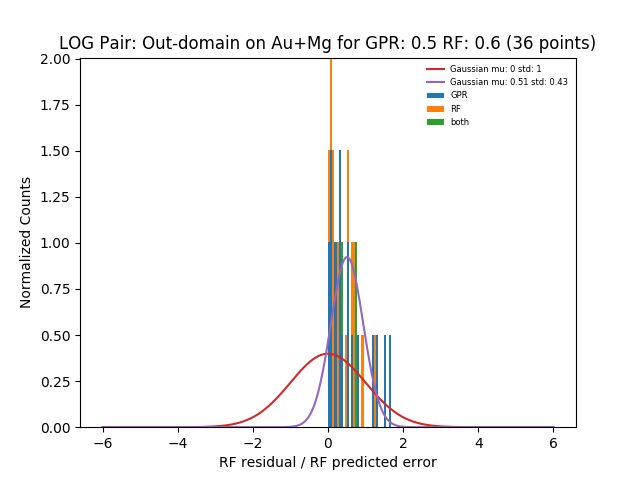 LOG Pair: Out-domain on Au+Mg for GPR: 0.5 RF: 0.6 (36 points)
Gaussian mu: 0 std: 1
Gaussian mu: 0.51 std: 0.43
GPR
RF
both
Normalized Counts
2.00
1.75
1.50
1.25
1.00
0.75
0.50
0.25
0.00
−6 −4 −2 0 2 4 6
RF residual / RF predicted error